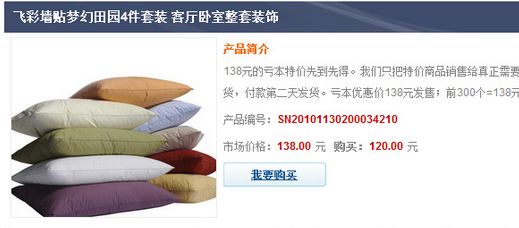 飞彩墙贴梦幻田园4件套装 客厅卧室整套装饰
产品简介
138元的亏本特价先到先得。我们只把特价商品销售给真正需要
货，付款第二天发货。亏本优惠价138元发售；前300个=138元
产品编号：SN20101130200034210
市场价格：138.00 元 购买：120.00 元
我要购买